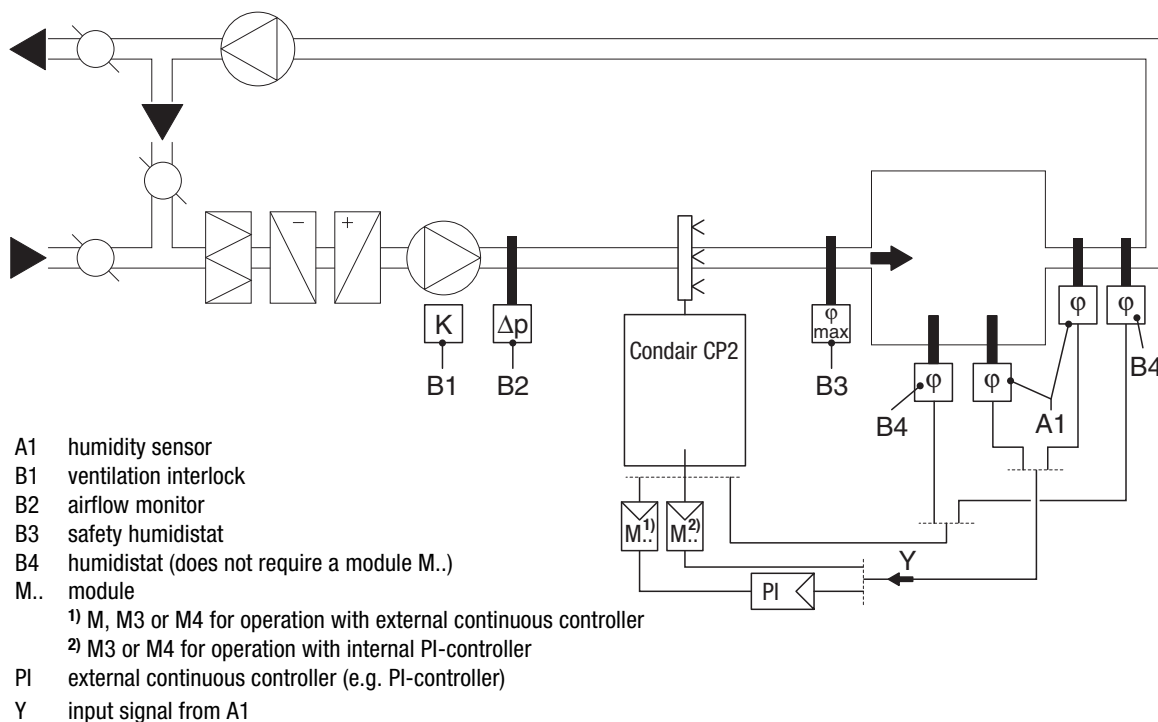 − +
K Δp
φ max
Condair CP2
φ φ φ φ
B1 B2 B3
B4 A1 B4
M..1) M..2)
Y
PI
A1 humidity sensor
B1 ventilation interlock
B2 airflow monitor
B3 safety humidistat
B4 humidistat (does not require a module M..)
M.. module
1) M, M3 or M4 for operation with external continuous controller
2) M3 or M4 for operation with internal PI-controller
PI external continuous controller (e.g. PI-controller)
Y input signal from A1